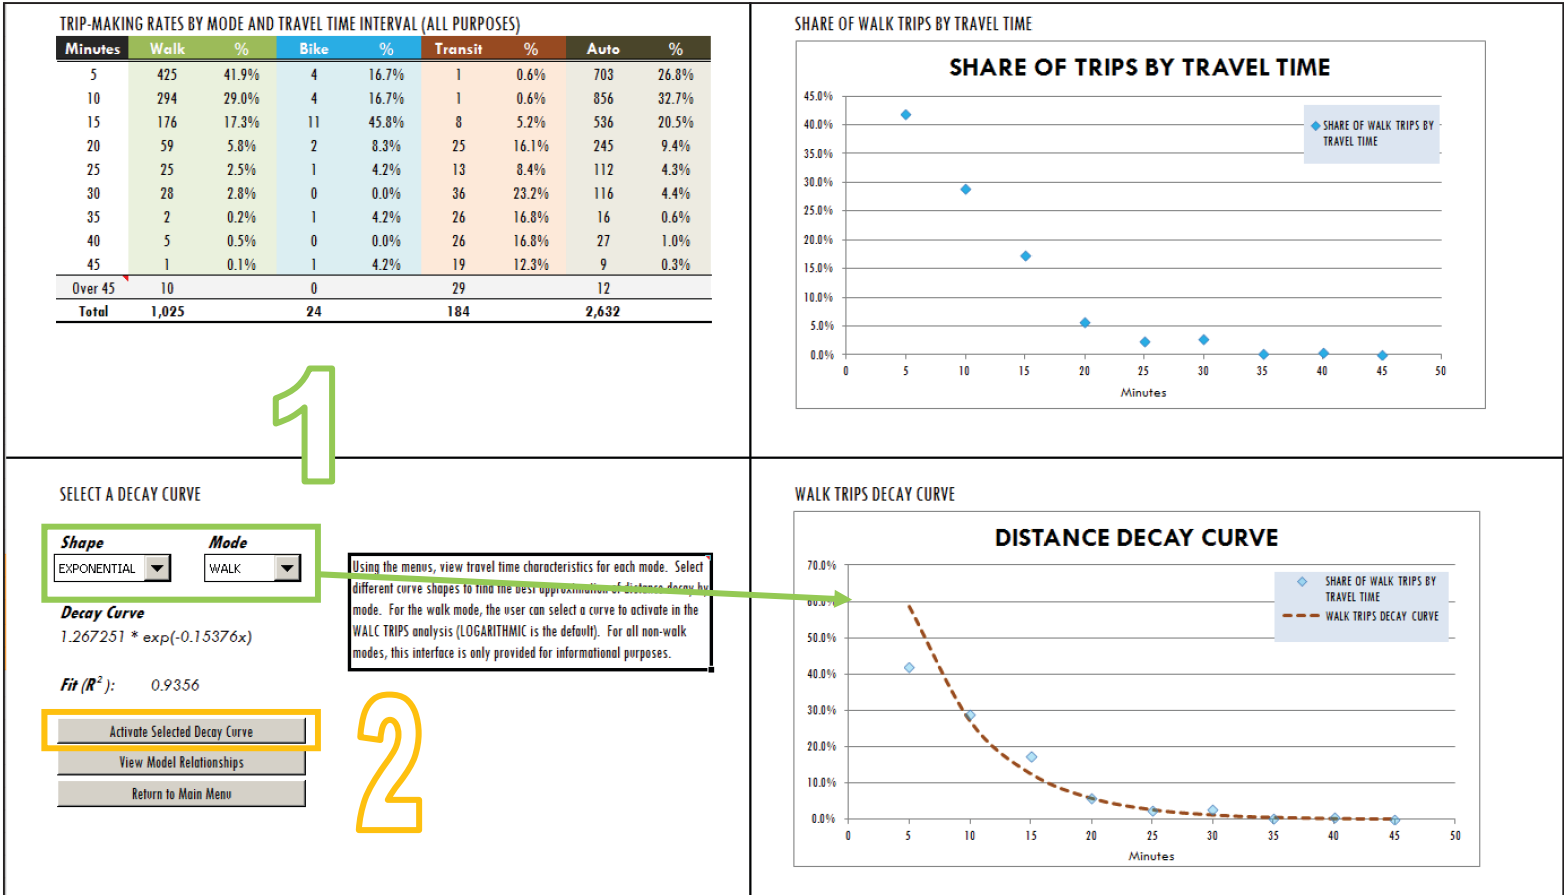 TRIP-MAKING RATES BY MODE AND TRAVEL TIME INTERVAL (ALL PURPOSES)
Minutes Walk % Bike % Transit % Auto %
5 425 41.9% 4 16.7% 1 0.6% 703 26.8%
10 294 29.0% 4 16.7% 1 0.6% 856 32.7%
15 176 17.3% 11 45.8% 8 5.2% 536 20.5%
20 59 5.8% 2 8.3% 25 16.1% 245 9.4%
25 25 2.5% 1 4.2% 13 8.4% 112 4.3%
30 28 2.8% 0 0.0% 36 23.2% 116 4.4%
35 2 0.2% 1 4.2% 26 16.8% 16 0.6%
40 5 0.5% 0 0.0% 26 16.8% 27 1.0%
45 1 0.1% 1 4.2% 19 12.3% 9 0.3%
Over 45 10 0 29 12
Total 1,025 24 184 2,632
1
SHARE OF WALK TRIPS BY TRAVEL TIME
SHARE OF TRIPS BY TRAVEL TIME
45.0%
40.0%
35.0%
30.0%
25.0%
20.0%
15.0%
10.0%
5.0%
0.0%
SHARE OF WALK TRIPS BY
TRAVEL TIME
0 5 10 15 20 25 30 35 40 45 50
Minutes
SELECT A DECAY CURVE
Shape Mode
EXPONENTIAL WALK
Decay Curve
1.267251 * exp(-0.15376x)
Fit (R²): 0.9356
Activate Selected Decay Curve
View Model Relationships
Return to Main Menu
Using the menus, view travel time characteristics for each mode. Select
different curve shapes to find the best approximation of distance decay by
mode. For the walk mode, the user can select a curve to activate in the
WALC TRIPS analysis (LOGARITHMIC is the default). For all non-walk
modes, this interface is only provided for informational purposes.
2
WALK TRIPS DECAY CURVE
DISTANCE DECAY CURVE
70.0%
60.0%
50.0%
40.0%
30.0%
20.0%
10.0%
0.0%
SHARE OF WALK TRIPS BY
TRAVEL TIME
WALK TRIPS DECAY CURVE
0 5 10 15 20 25 30 35 40 45 50
Minutes